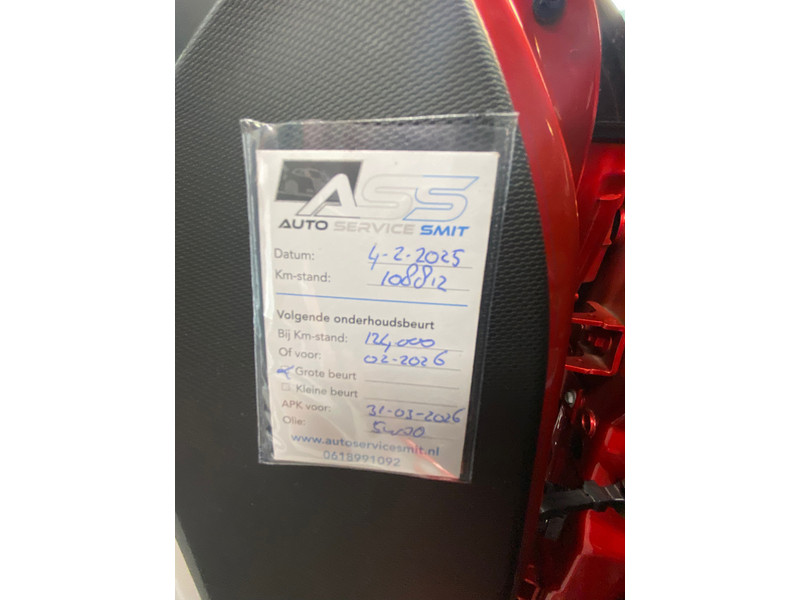 ASS
AUTO SERVICE SMIT
Datum: 4-2-2025
Km-stand: 108812
Volgende onderhoudsbeurt
Bij Km-stand: 124,000
Of voor: 02-2026
Grote beurt
Kleine beurt
APK voor: 31-03-2026
Olie:
www.autoservicesmit.nl
0618991092